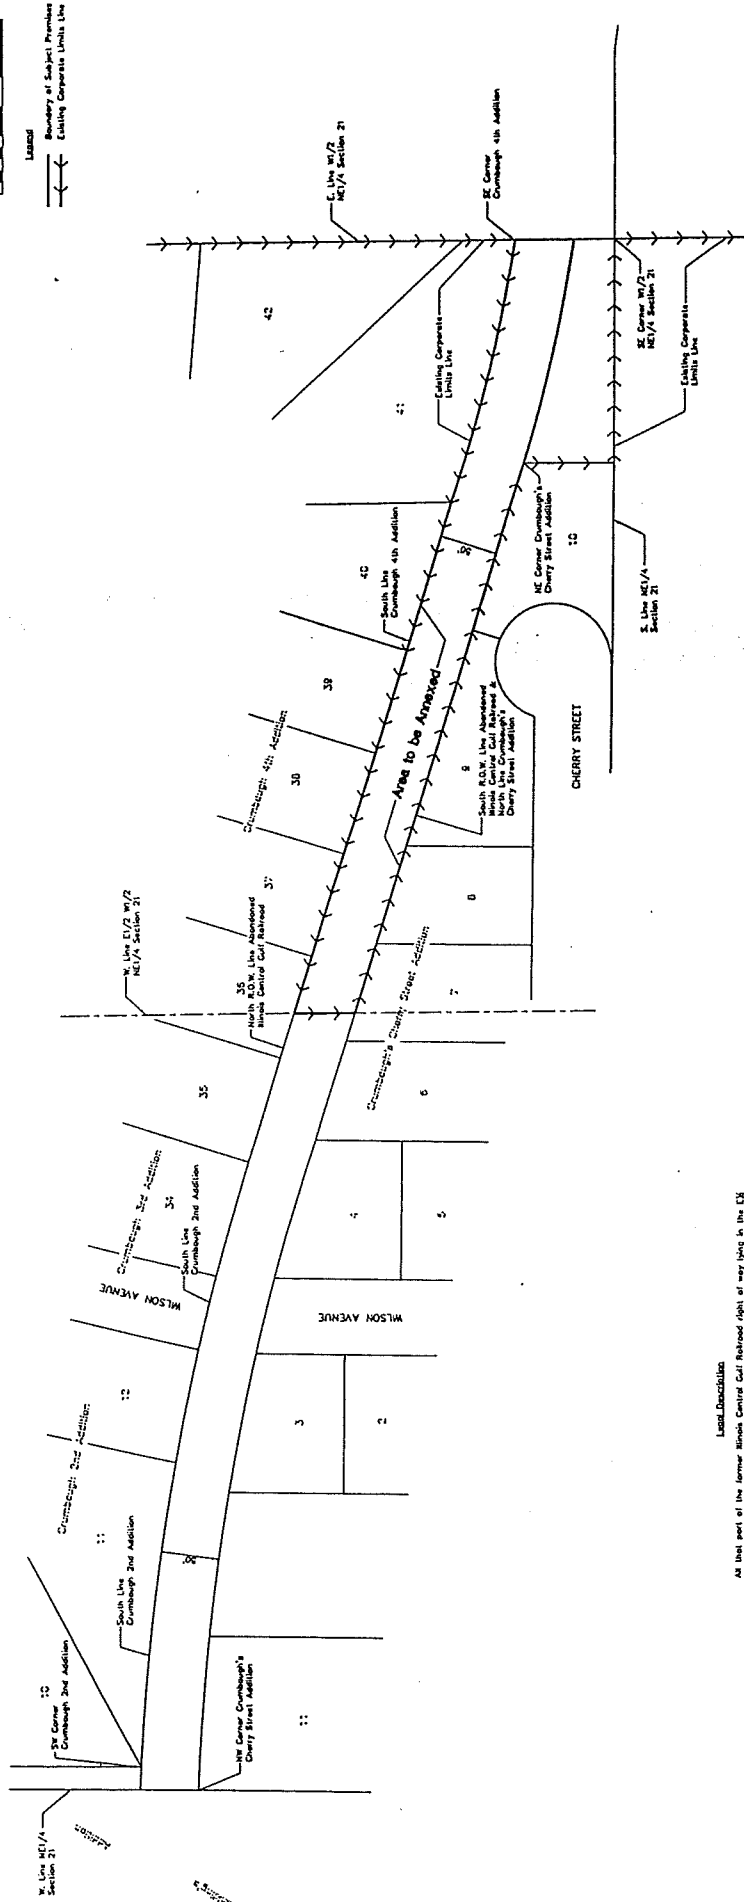 Legend
Boundary of Subject Premises
Existing Corporate Limits Line
E. Line W1/2
NE1/4 Section 21
SE Corner
Crumbaugh 4th Addition
42
Existing Corporate
Limits Line
41
SE Corner W1/2
NE1/4 Section 21
Existing Corporate
Limits Line
40
South Line
Crumbaugh 4th Addition
NE Corner Crumbaugh's
Cherry Street Addition
10
S. Line NE1/4
Section 21
39
Crumbaugh 4th Addition
38
Area to be Annexed
9
South R.O.W. Line Abandoned
Illinois Central Gulf Railroad &
North Line Crumbaugh's
Cherry Street Addition
CHERRY STREET
37
8
W. Line E1/2 W1/2
NE1/4 Section 21
36
North R.O.W. Line Abandoned
Illinois Central Gulf Railroad
7
Crumbaugh's Cherry Street Addition
35
6
Crumbaugh 3rd Addition
34
South Line
Crumbaugh 2nd Addition
4
5
WILSON AVENUE
WILSON AVENUE
12
Crumbaugh 2nd Addition
3
2
11
South Line
Crumbaugh 2nd Addition
10
SW Corner
Crumbaugh 2nd Addition
NW Corner Crumbaugh's
Cherry Street Addition
11
W. Line NE1/4
Section 21
Addition
Legal Description
All that part of the former Illinois Central Gulf Railroad right of way lying in the E½